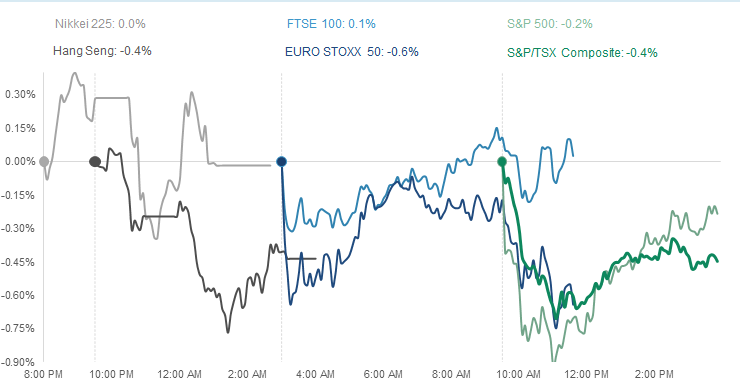 Nikkei 225: 0.0%
FTSE 100: 0.1%
S&P 500: -0.2%
Hang Seng: -0.4%
EURO STOXX 50: -0.6%
S&P/TSX Composite: -0.4%
0.30%
0.15%
0.00%
-0.15%
-0.30%
-0.45%
-0.60%
-0.75%
-0.90%
8:00 PM 10:00 PM 12:00 AM 2:00 AM 4:00 AM 6:00 AM 8:00 AM 10:00 AM 12:00 PM 2:00 PM